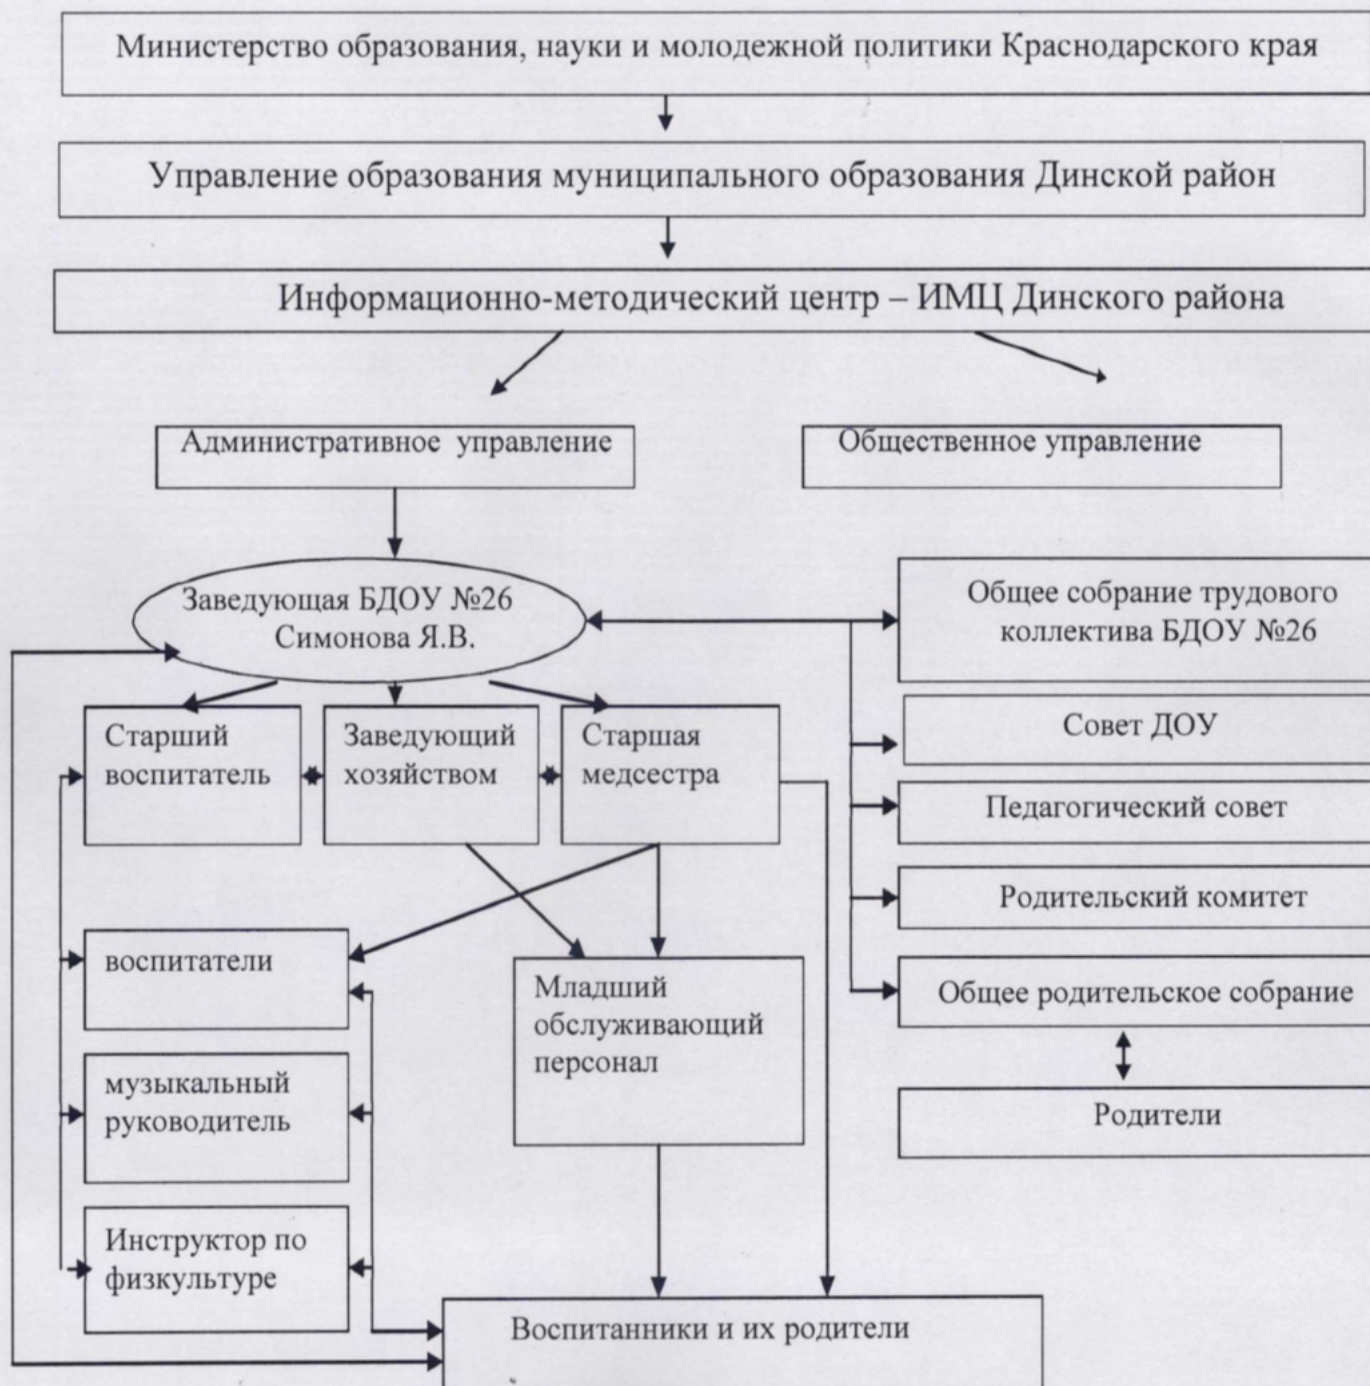 Министерство образования, науки и молодежной политики Краснодарского края
Управление образования муниципального образования Динской район
Информационно-методический центр – ИМЦ Динского района
Административное управление
Общественное управление
Заведующая БДОУ №26
Симонова Я.В.
Общее собрание трудового
коллектива БДОУ №26
Совет ДОУ
Педагогический совет
Родительский комитет
Общее родительское собрание
Родители
Старший
воспитатель
Заведующий
хозяйством
Старшая
медсестра
воспитатели
музыкальный
руководитель
Инструктор по
физкультуре
Младший
обслуживающий
персонал
Воспитанники и их родители